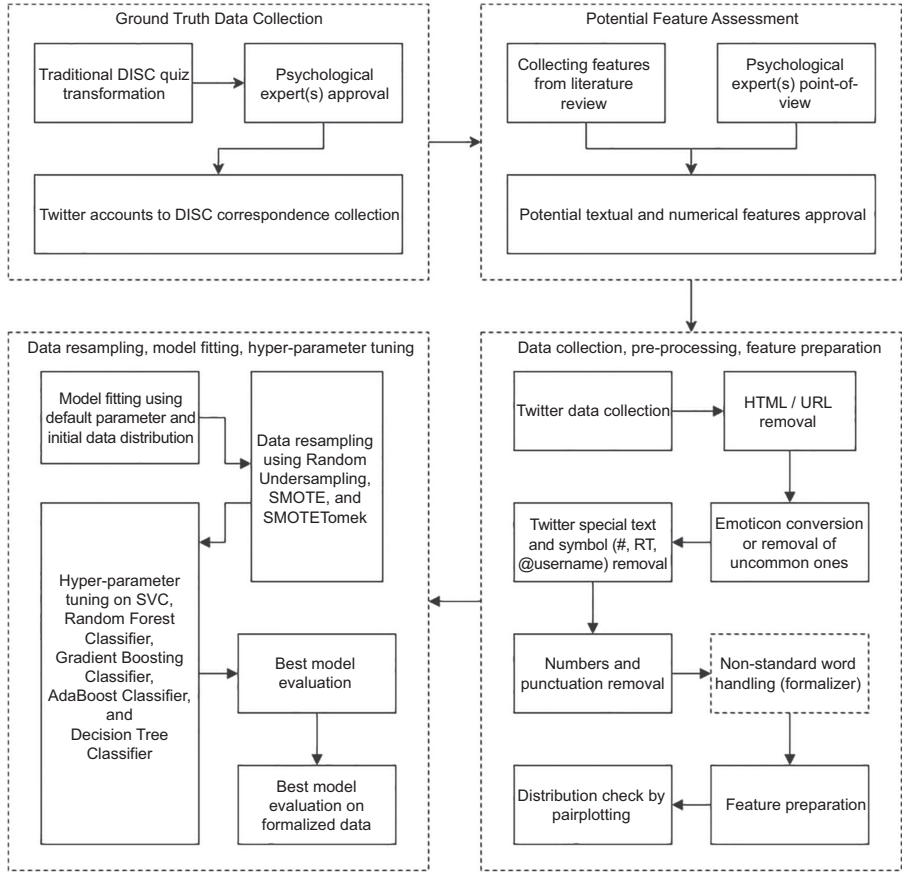 Ground Truth Data Collection
Traditional DISC quiz
transformation
Psychological
expert(s) approval
Twitter accounts to DISC correspondence collection
Potential Feature Assessment
Collecting features
from literature
review
Psychological
expert(s) point-of-
view
Potential textual and numerical features approval
Data resampling, model fitting, hyper-parameter tuning
Model fitting using
default parameter and
initial data distribution
Data resampling
using Random
Undersampling,
SMOTE, and
SMOTETomek
Hyper-parameter
tuning on SVC,
Random Forest
Classifier,
Gradient Boosting
Classifier,
AdaBoost Classifier,
and
Decision Tree
Classifier
Best model
evaluation
Best model
evaluation on
formalized data
Data collection, pre-processing, feature preparation
Twitter data collection
HTML / URL
removal
Twitter special text
and symbol (#, RT,
@username) removal
Emoticon conversion
or removal of
uncommon ones
Numbers and
punctuation removal
Non-standard word
handling (formalizer)
Distribution check by
pairplotting
Feature preparation